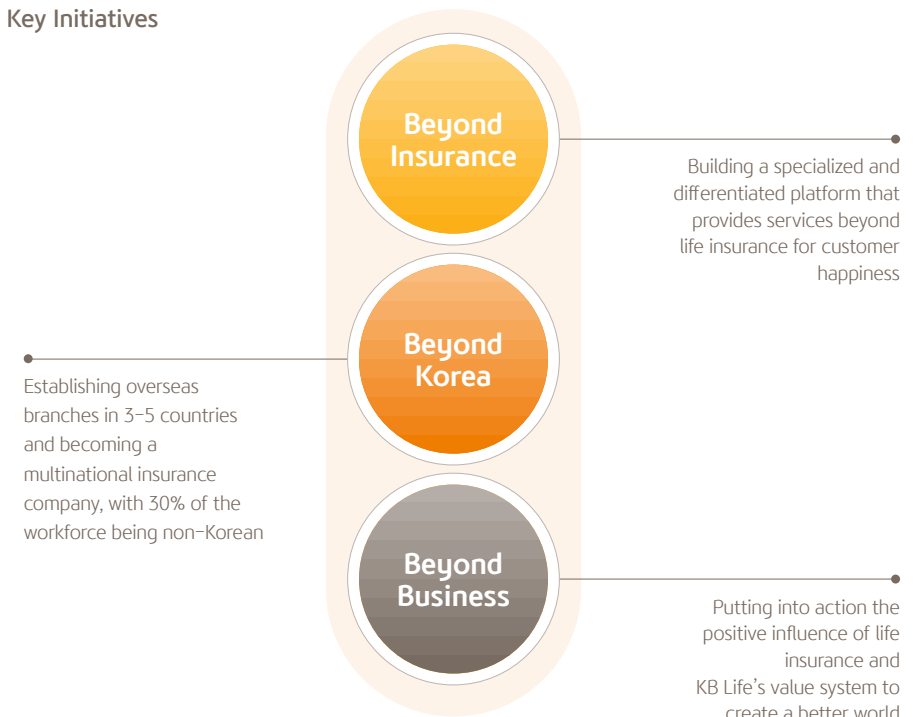 Key Initiatives
Beyond
Insurance
Building a specialized and
differentiated platform that
provides services beyond
life insurance for customer
happiness
Beyond
Korea
Establishing overseas
branches in 3–5 countries
and becoming a
multinational insurance
company, with 30% of the
workforce being non-Korean
Beyond
Business
Putting into action the
positive influence of life
insurance and
KB Life’s value system to
create a better world